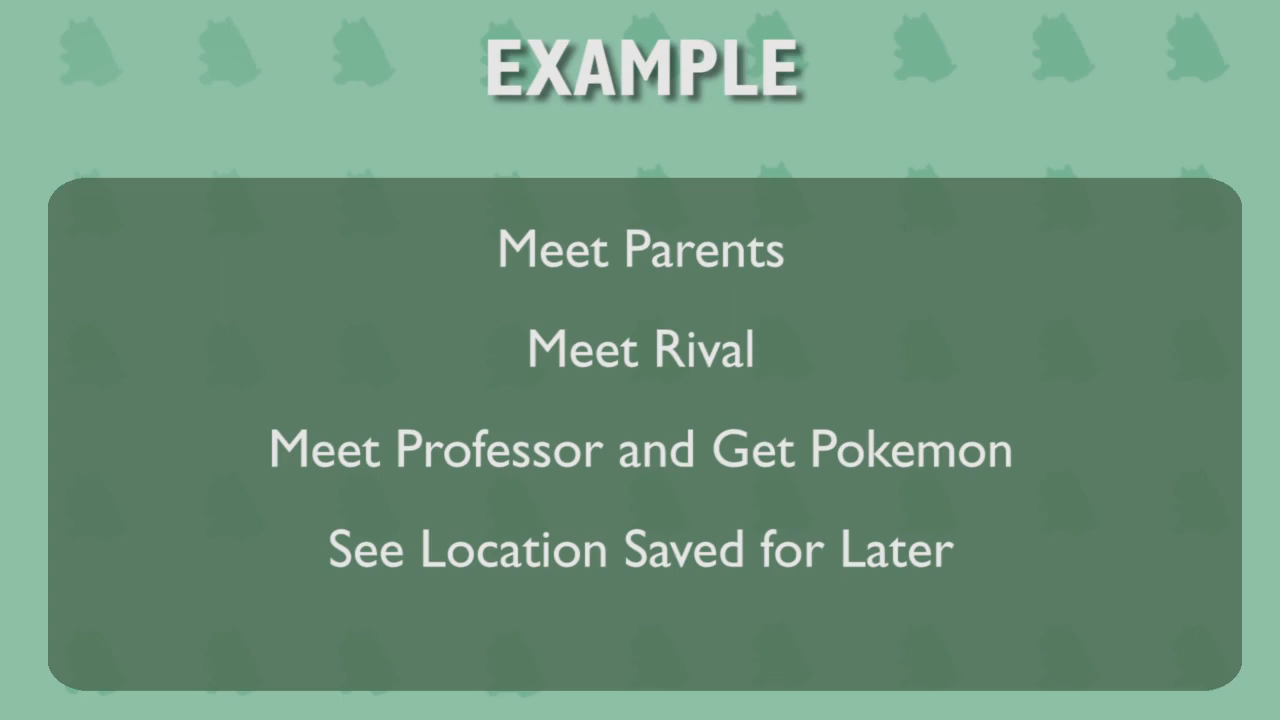 EXAMPLE
Meet Parents
Meet Rival
Meet Professor and Get Pokemon
See Location Saved for Later